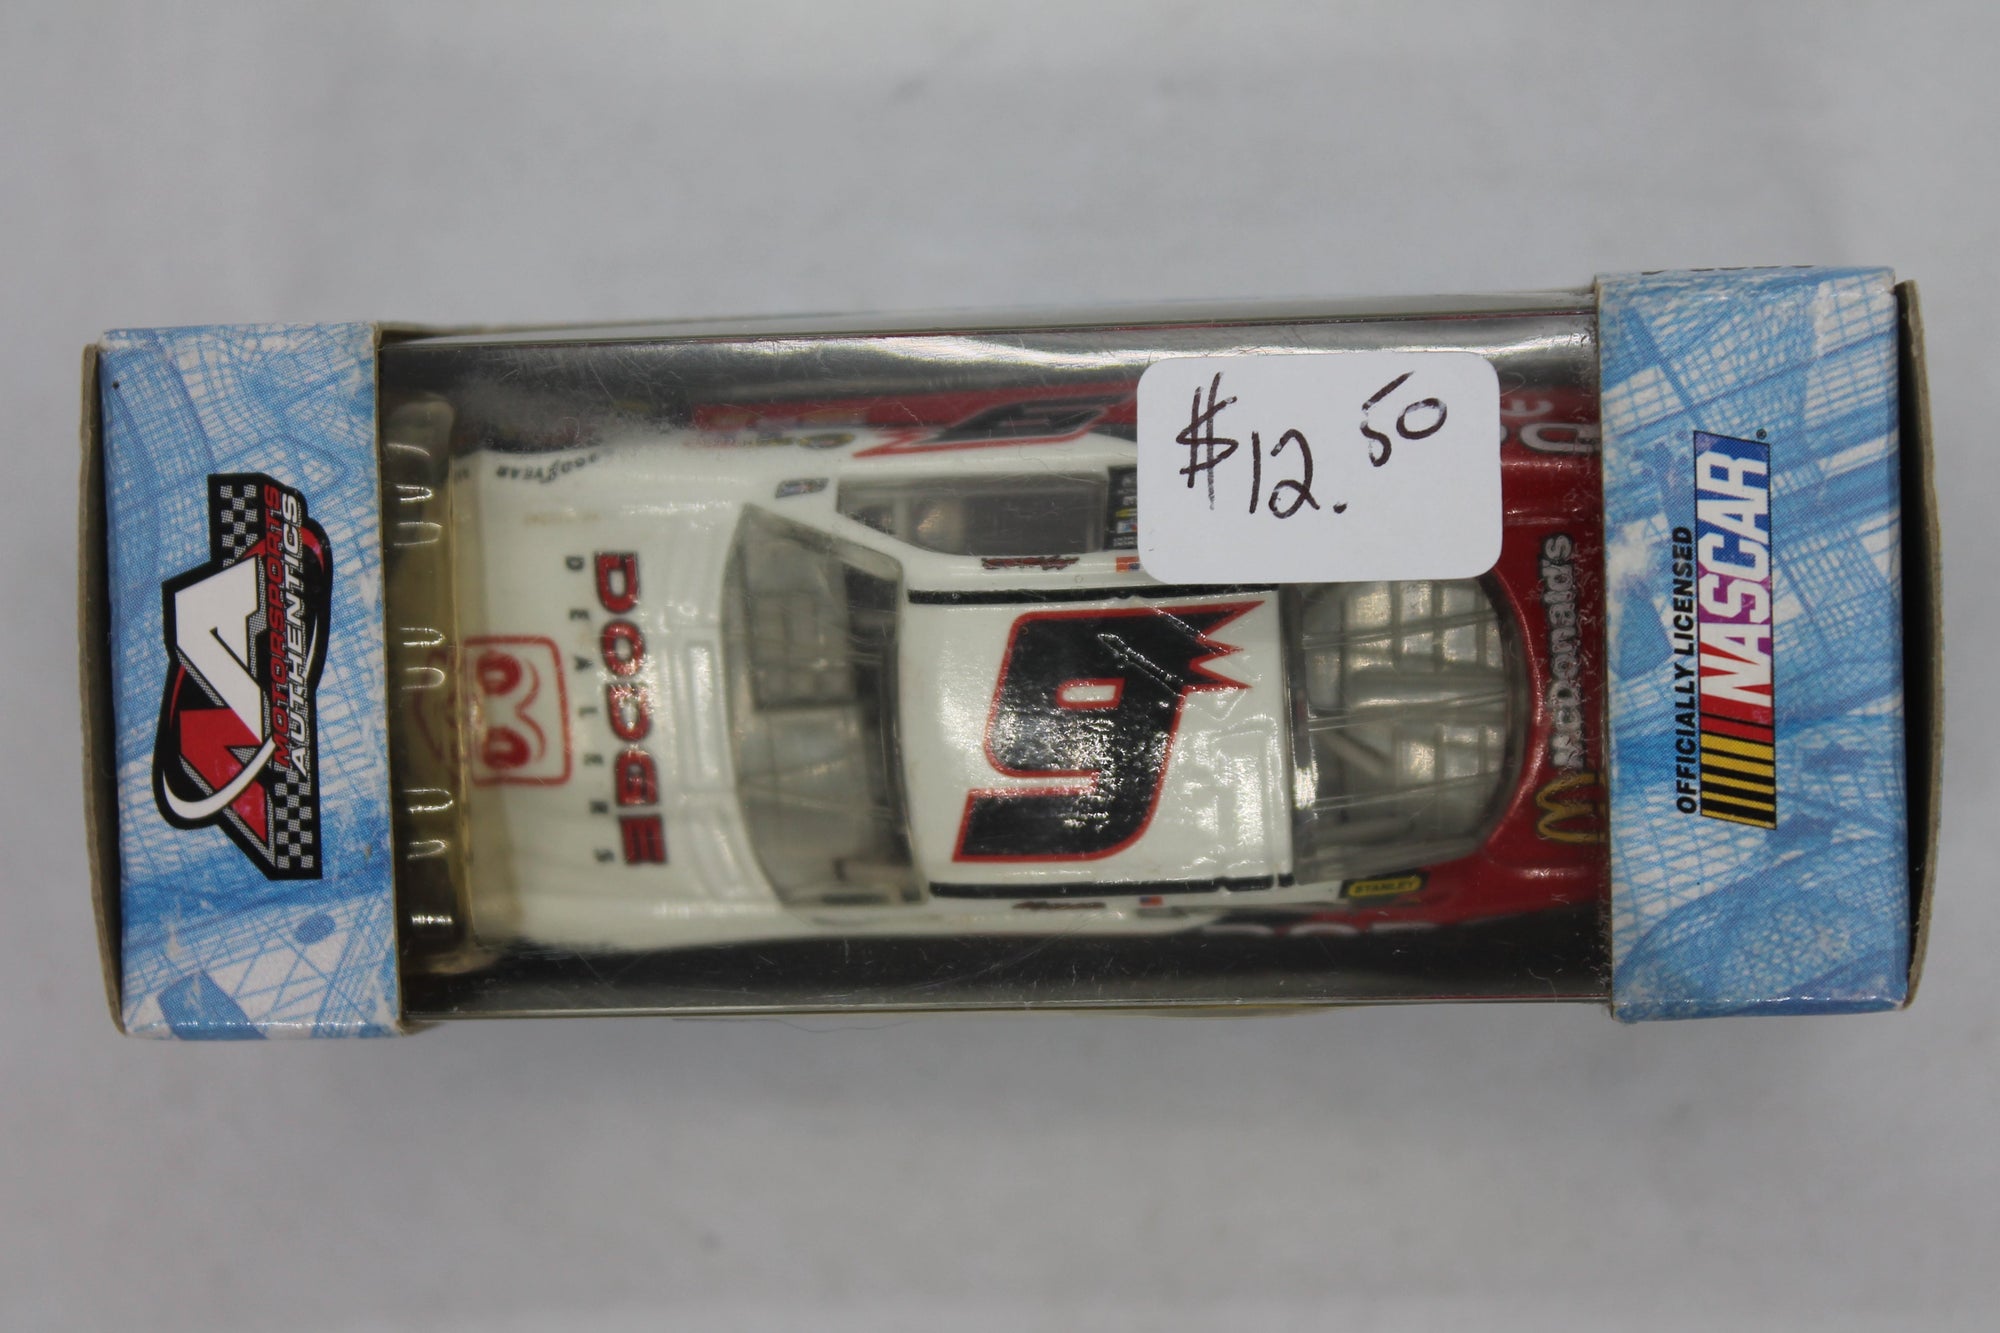 MOTORSPORTS
AUTHENTICS
DODGE
DEALERS
GOODYEAR
9
$12.50
McDonald's
STANLEY
OFFICIALLY LICENSED
NASCAR®